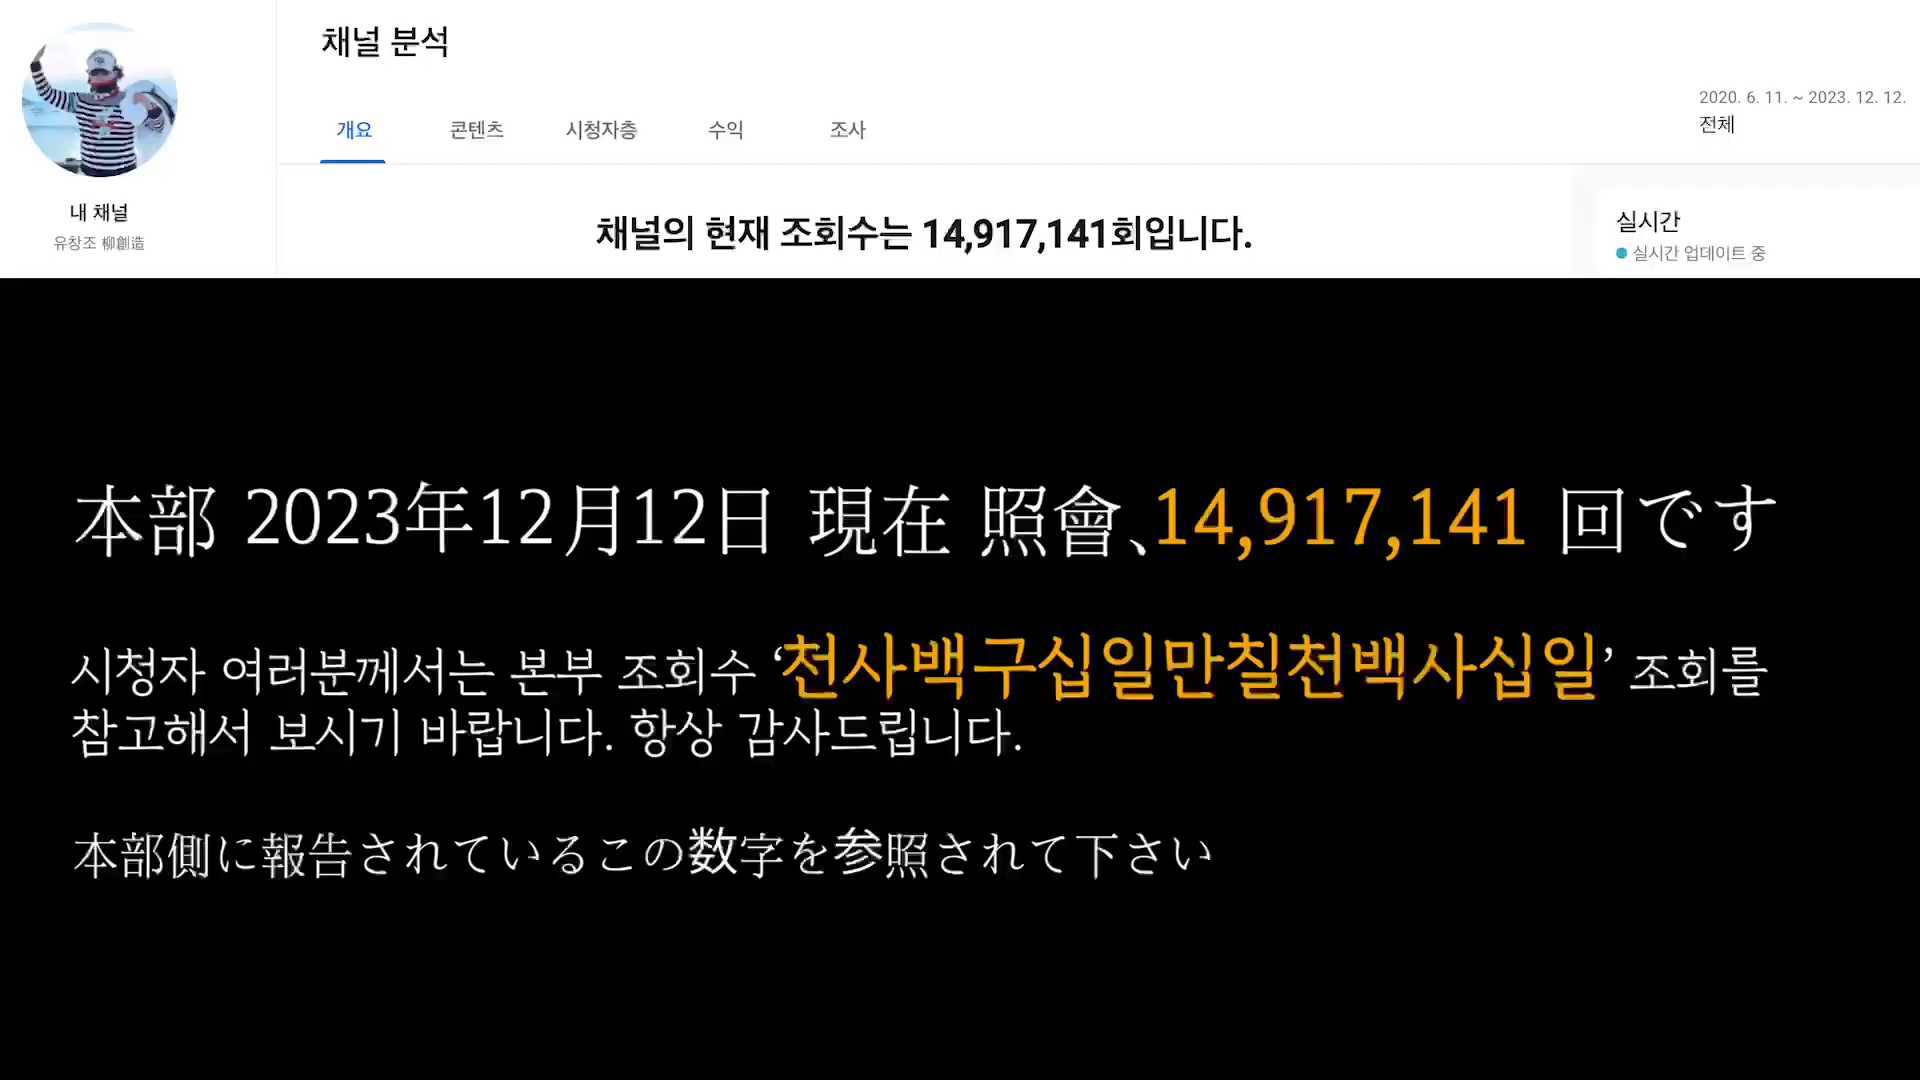 채널 분석
2020. 6. 11. ~ 2023. 12. 12.
전체
개요 콘텐츠 시청자층 수익 조사
내 채널
유창조 柳創造
채널의 현재 조회수는 14,917,141회입니다.
실시간
실시간 업데이트 중
本部 2023年12月12日 現在 照會、14,917,141 回です
시청자 여러분께서는 본부 조회수 ‘천사백구십일만칠천백사십일’ 조회를
참고해서 보시기 바랍니다. 항상 감사드립니다.
本部側に報告されているこの数字を参照されて下さい